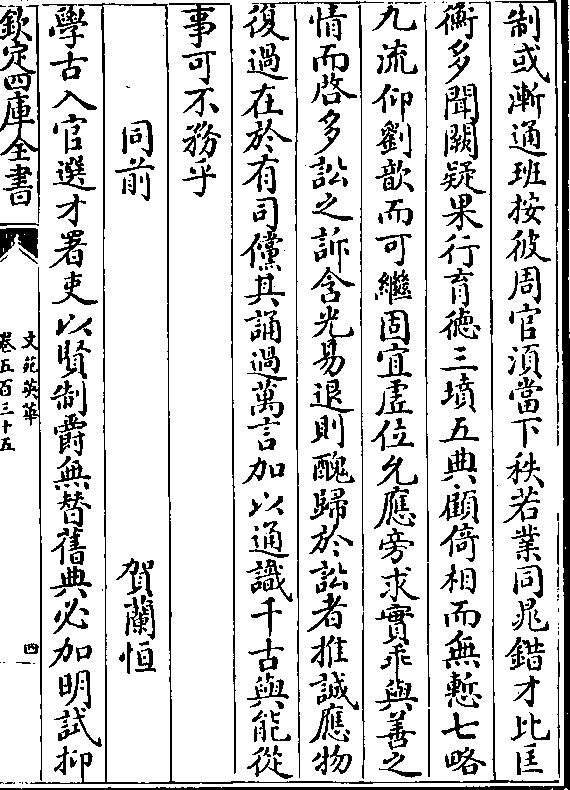 制或漸通班按彼周官湏當下秩若業同晁錯才比匡
衡多聞闕疑果行育德三墳五典顧倚相而無慙七略
九流仰劉歆而可繼固宜虛位允應旁求實乖與善之
情而啓多訟之訴含光易退則醜歸於訟者推誠應物
復過在於有司儻其誦過萬言加以通識千古與能從
事可不務乎
同前 賀蘭恒
學古入官選才署吏以賢制爵無替舊典必加明試抑
欽定四庫全書
文苑英華
卷五百三十五
四